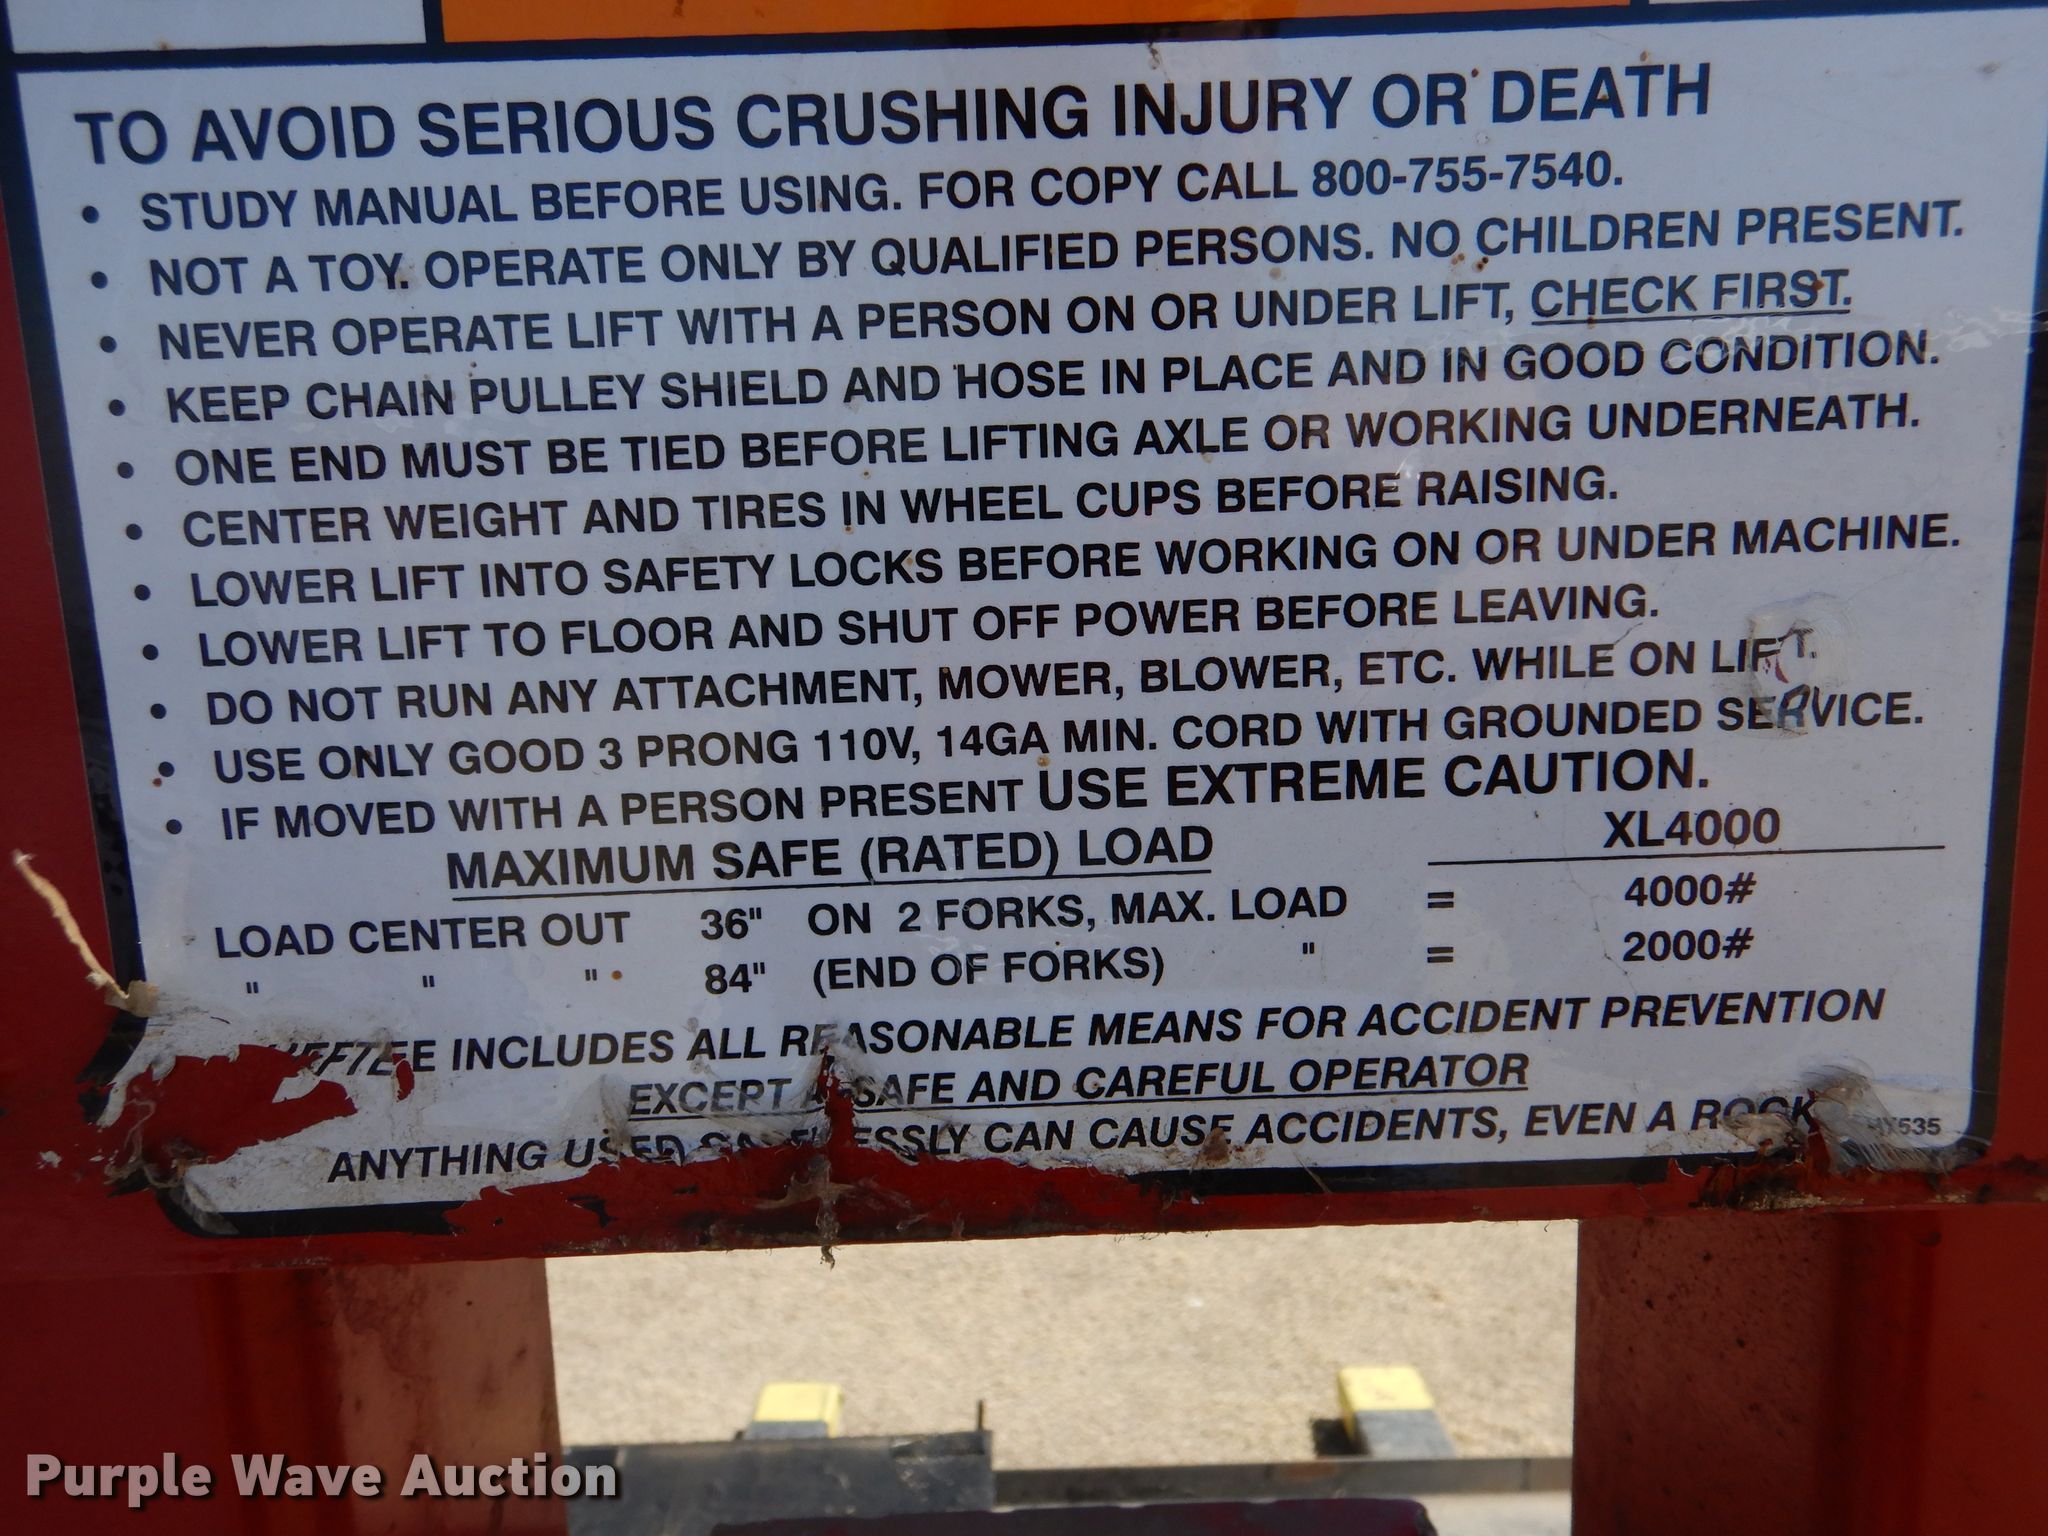 TO AVOID SERIOUS CRUSHING INJURY OR DEATH
• STUDY MANUAL BEFORE USING. FOR COPY CALL 800-755-7540.
• NOT A TOY. OPERATE ONLY BY QUALIFIED PERSONS. NO CHILDREN PRESENT.
• NEVER OPERATE LIFT WITH A PERSON ON OR UNDER LIFT, CHECK FIRST.
• KEEP CHAIN PULLEY SHIELD AND HOSE IN PLACE AND IN GOOD CONDITION.
• ONE END MUST BE TIED BEFORE LIFTING AXLE OR WORKING UNDERNEATH.
• CENTER WEIGHT AND TIRES IN WHEEL CUPS BEFORE RAISING.
• LOWER LIFT INTO SAFETY LOCKS BEFORE WORKING ON OR UNDER MACHINE.
• LOWER LIFT TO FLOOR AND SHUT OFF POWER BEFORE LEAVING.
• DO NOT RUN ANY ATTACHMENT, MOWER, BLOWER, ETC. WHILE ON LIFT.
• USE ONLY GOOD 3 PRONG 110V, 14GA MIN. CORD WITH GROUNDED SERVICE.
• IF MOVED WITH A PERSON PRESENT USE EXTREME CAUTION.
MAXIMUM SAFE (RATED) LOAD XL4000
LOAD CENTER OUT 36" ON 2 FORKS, MAX. LOAD = 4000#
" " " 84" (END OF FORKS) " = 2000#
INCLUDES ALL REASONABLE MEANS FOR ACCIDENT PREVENTION
EXCEPT A SAFE AND CAREFUL OPERATOR
ANYTHING USED CARELESSLY CAN CAUSE ACCIDENTS, EVEN A ROCK
Purple Wave Auction